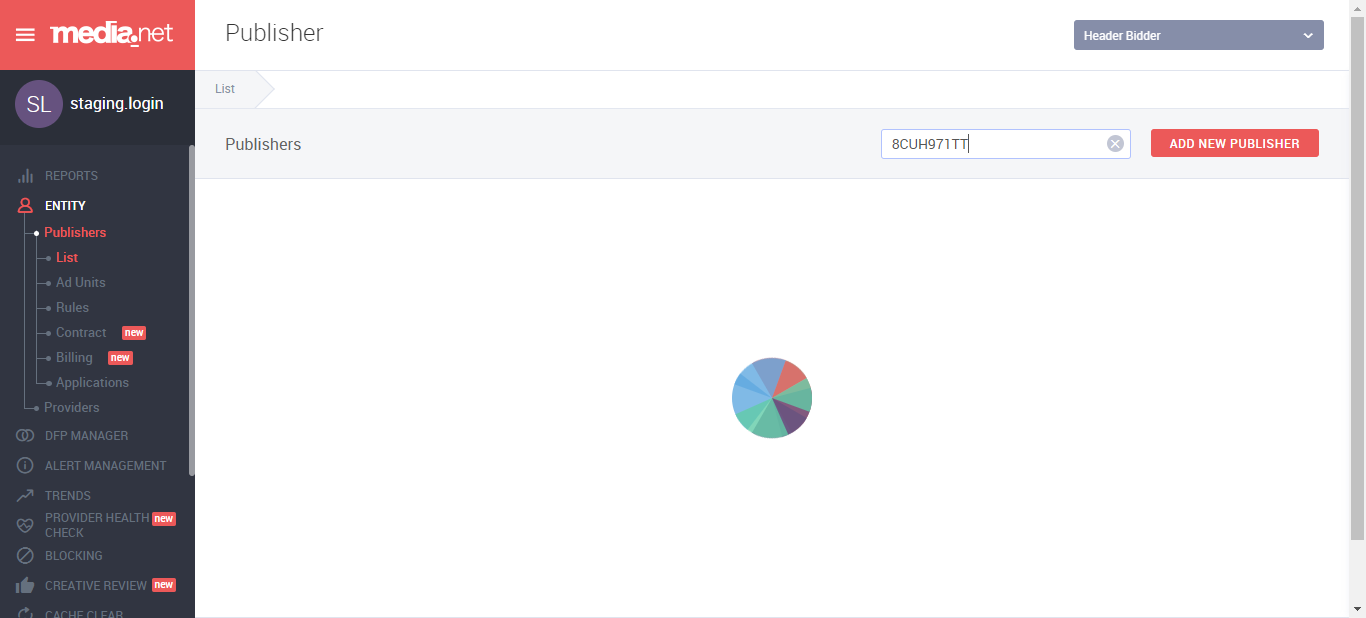 media.net
Publisher
Header Bidder
SL
staging.login
List
Publishers
8CUH971TT
ADD NEW PUBLISHER
REPORTS
ENTITY
Publishers
List
Ad Units
Rules
Contract new
Billing new
Applications
Providers
DFP MANAGER
ALERT MANAGEMENT
TRENDS
PROVIDER HEALTH new
CHECK
BLOCKING
CREATIVE REVIEW new
CACHE CLEAR